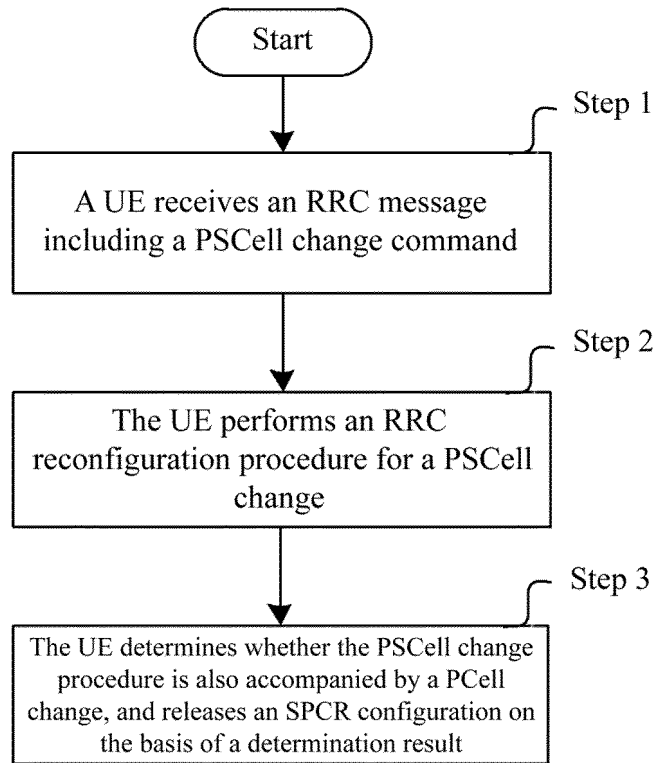 Start
Step 1
A UE receives an RRC message
including a PSCell change command
Step 2
The UE performs an RRC
reconfiguration procedure for a PSCell
change
Step 3
The UE determines whether the PSCell change
procedure is also accompanied by a PCell
change, and releases an SPCR configuration on
the basis of a determination result